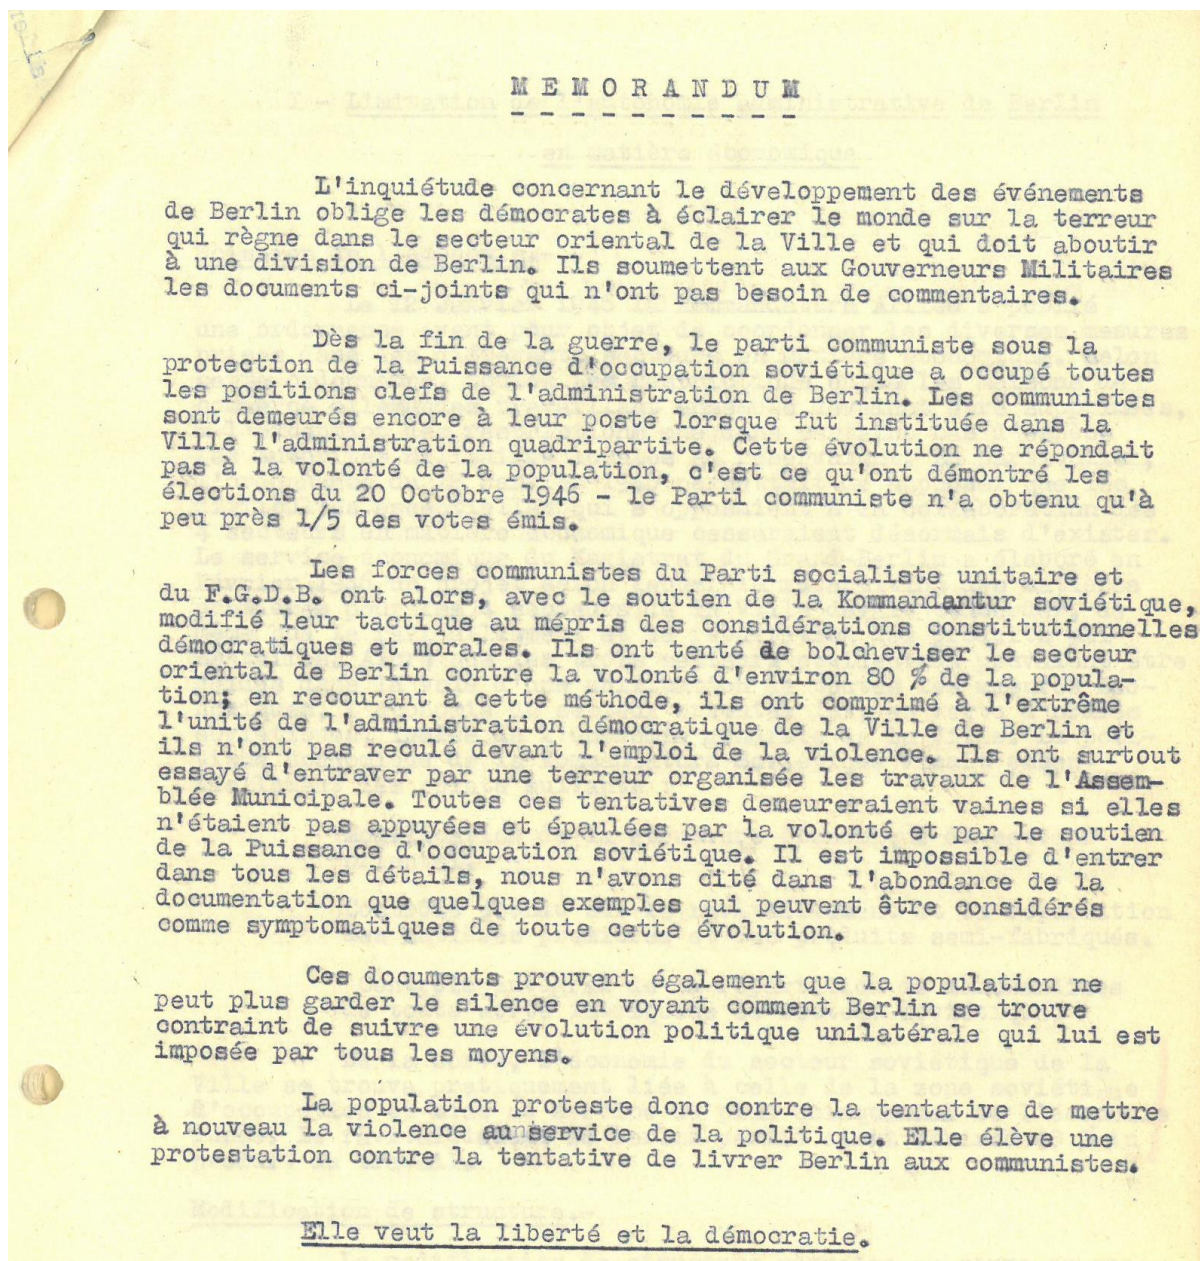 MEMORANDUM
L'inquiétude concernant le développement des événements
de Berlin oblige les démocrates à éclairer le monde sur la terreur
qui règne dans le secteur oriental de la Ville et qui doit aboutir
à une division de Berlin. Ils soumettent aux Gouverneurs Militaires
les documents ci-joints qui n'ont pas besoin de commentaires.
Dès la fin de la guerre, le parti communiste sous la
protection de la Puissance d'occupation soviétique a occupé toutes
les positions clefs de l'administration de Berlin. Les communistes
sont demeurés encore à leur poste lorsque fut instituée dans la
Ville l'administration quadripartite. Cette évolution ne répondait
pas à la volonté de la population, c'est ce qu'ont démontré les
élections du 20 Octobre 1946 - le Parti communiste n'a obtenu qu'à
peu près 1/5 des votes émis.
Les forces communistes du Parti socialiste unitaire et
du F.G.D.B. ont alors, avec le soutien de la Kommandantur soviétique,
modifié leur tactique au mépris des considérations constitutionnelles
démocratiques et morales. Ils ont tenté de bolcheviser le secteur
oriental de Berlin contre la volonté d'environ 80 % de la popula-
tion; en recourant à cette méthode, ils ont comprimé à l'extrême
l'unité de l'administration démocratique de la Ville de Berlin et
ils n'ont pas reculé devant l'emploi de la violence. Ils ont surtout
essayé d'entraver par une terreur organisée les travaux de l'Assem-
blée Municipale. Toutes ces tentatives demeureraient vaines si elles
n'étaient pas appuyées et épaulées par la volonté et par le soutien
de la Puissance d'occupation soviétique. Il est impossible d'entrer
dans tous les détails, nous n'avons cité dans l'abondance de la
documentation que quelques exemples qui peuvent être considérés
comme symptomatiques de toute cette évolution.
Ces documents prouvent également que la population ne
peut plus garder le silence en voyant comment Berlin se trouve
contraint de suivre une évolution politique unilatérale qui lui est
imposée par tous les moyens.
La population proteste donc contre la tentative de mettre
à nouveau la violence au service de la politique. Elle élève une
protestation contre la tentative de livrer Berlin aux communistes.
Elle veut la liberté et la démocratie.